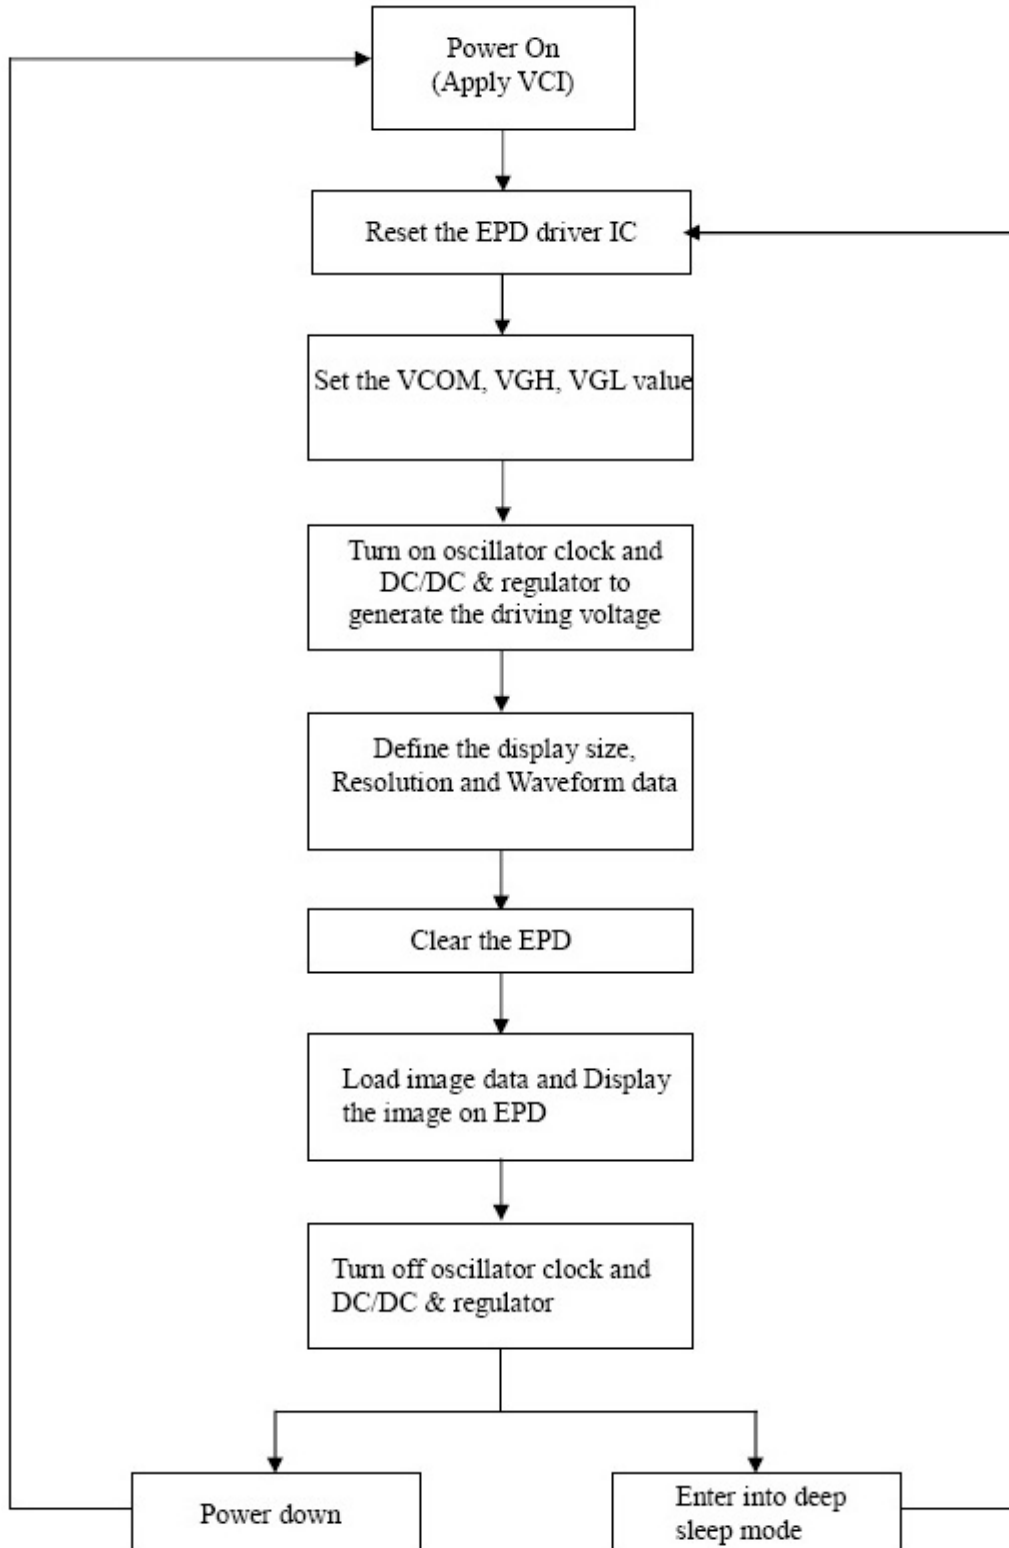 Power On
(Apply VCI)
Reset the EPD driver IC
Set the VCOM, VGH, VGL value
Turn on oscillator clock and
DC/DC & regulator to
generate the driving voltage
Define the display size,
Resolution and Waveform data
Clear the EPD
Load image data and Display
the image on EPD
Turn off oscillator clock and
DC/DC & regulator
Power down
Enter into deep
sleep mode